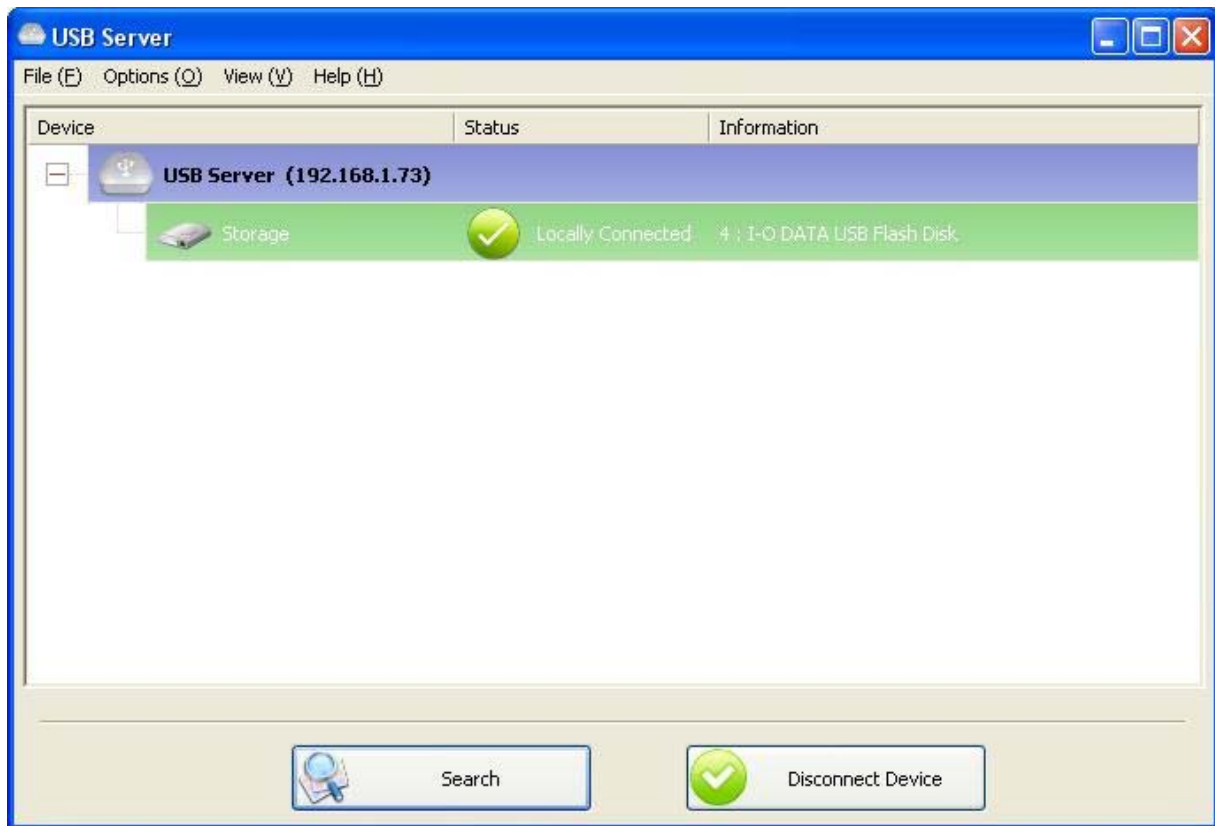 USB Server
File (F) Options (O) View (V) Help (H)
Device Status Information
USB Server (192.168.1.73)
Storage Locally Connected 4 : I-O DATA USB Flash Disk
Search Disconnect Device